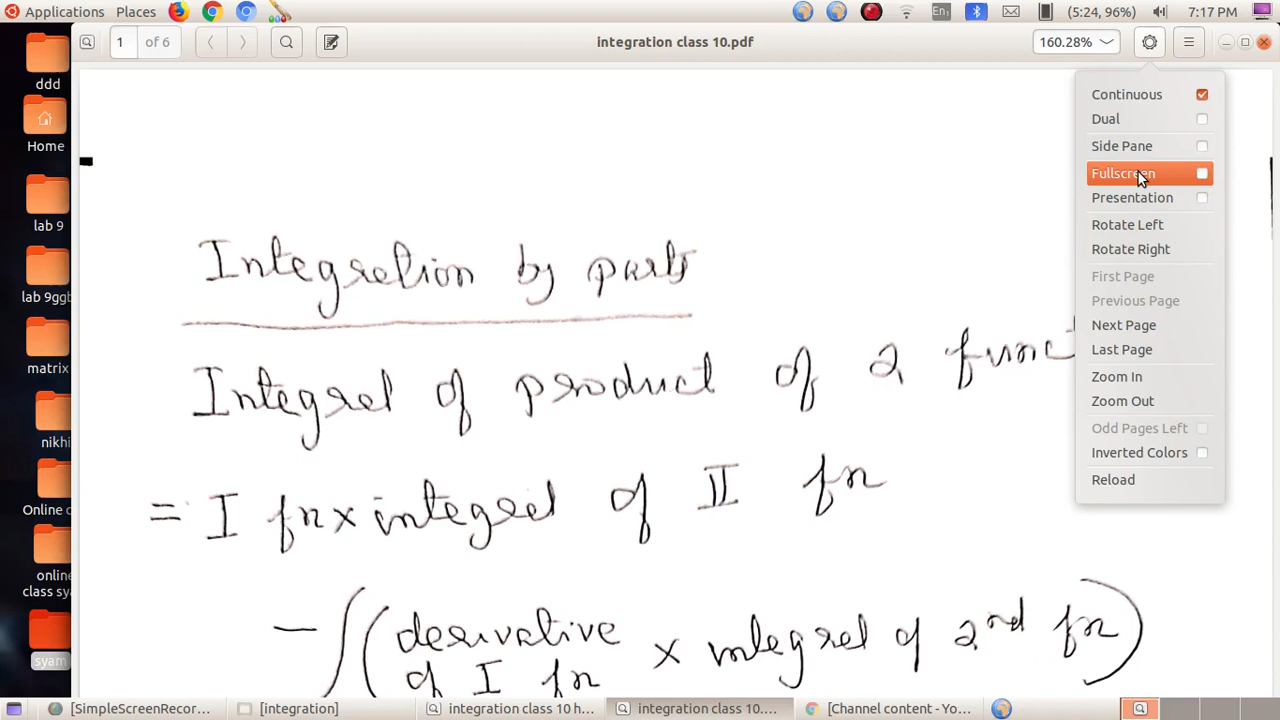 Applications Places
En1
(5:24, 96%)
7:17 PM
1 of 6
integration class 10.pdf
160.28%
Continuous
Dual
Side Pane
Fullscreen
Presentation
Rotate Left
Rotate Right
First Page
Previous Page
Next Page
Last Page
Zoom In
Zoom Out
Odd Pages Left
Inverted Colors
Reload
ddd
Home
lab 9
lab 9ggb
matrix
nikhi
Online c
online
class sya
syam
Integration by parts
Integral of product of 2 funct
= I fn x integral of II fn
- ∫ ( derivative of I fn x integral of 2nd fn )
[SimpleScreenRecor...
[integration]
integration class 10 h...
integration class 10....
[Channel content - Yo...